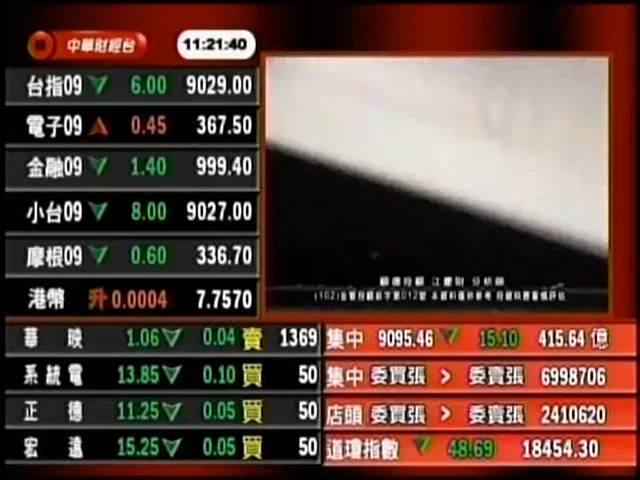 中華財經台 11:21:40
台指09 ▼ 6.00 9029.00
電子09 ▲ 0.45 367.50
金融09 ▼ 1.40 999.40
小台09 ▼ 8.00 9027.00
摩根09 ▼ 0.60 336.70
港幣 升 0.0004 7.7570
華映 1.06 ▼ 0.04 賣 1369
系統電 13.85 ▼ 0.10 買 50
正德 11.25 ▼ 0.05 買 50
宏遠 15.25 ▼ 0.05 買 50
集中 9095.46 ▼ 15.10 415.64 億
集中 委買張 > 委賣張 6998706
店頭 委買張 > 委賣張 2410620
道瓊指數 ▼ 48.69 18454.30